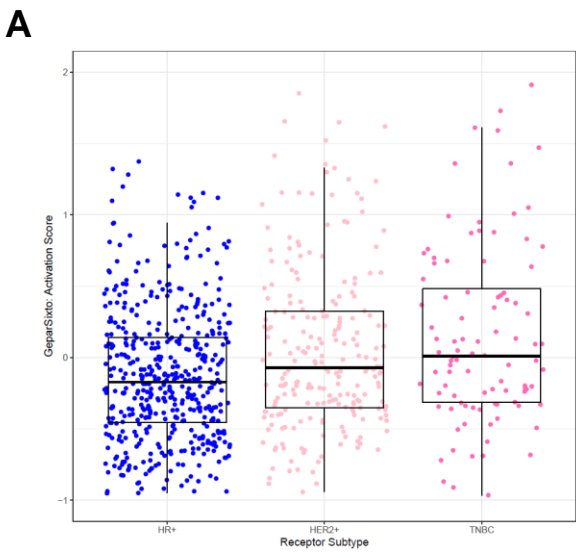 A
GeparSixto: Activation Score
2
1
0
−1
HR+
HER2+
TNBC
Receptor Subtype